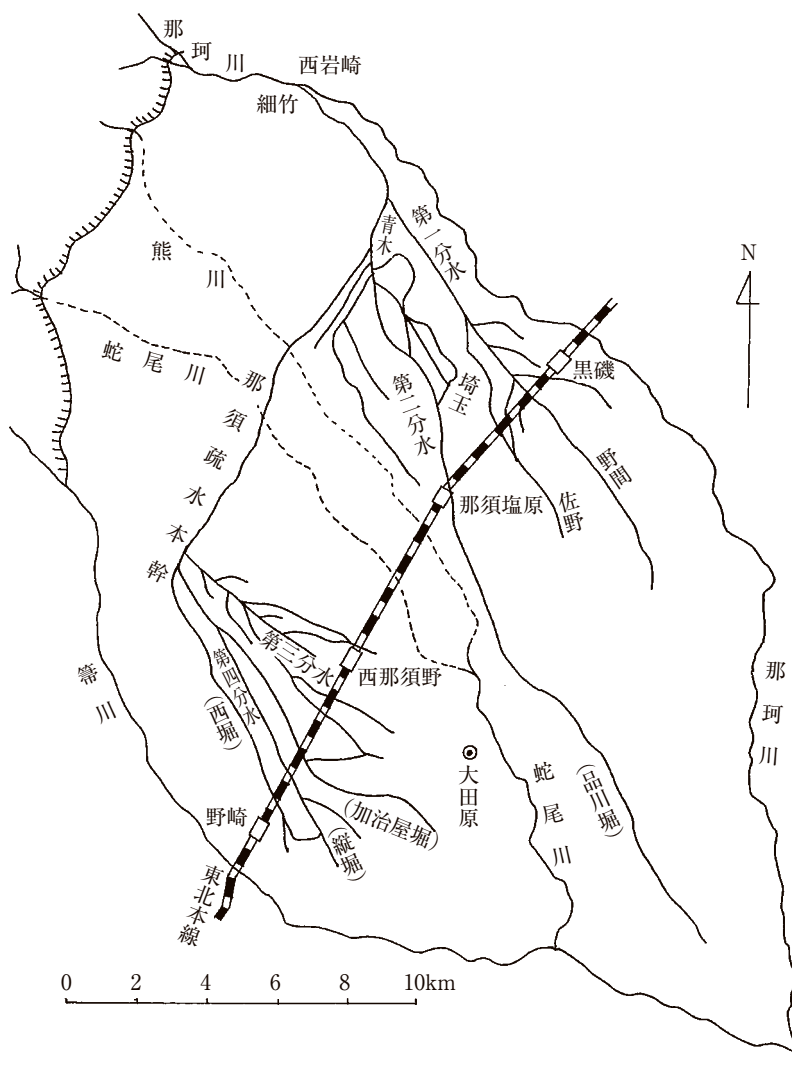 那珂川
西岩崎
細竹
青木
第一分水
熊川
N
蛇尾川
那須疏水本幹
黒磯
第二分水
埼玉
野間
佐野
那須塩原
第三分水
第四分水
(西堀)
西那須野
箒川
那珂川
大田原
蛇尾川
(品川堀)
野崎
(加治屋堀)
(縦堀)
東北本線
0 2 4 6 8 10km